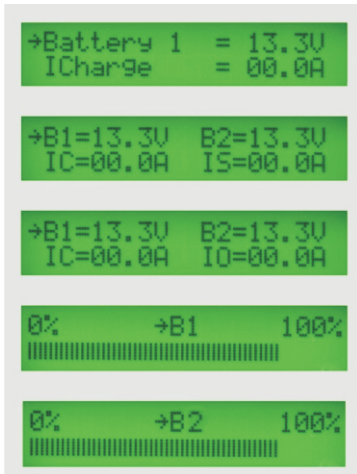 →Battery 1 = 13.3V
ICharge = 00.0A
→B1=13.3V B2=13.3V
IC=00.0A IS=00.0A
→B1=13.3V B2=13.3V
IC=00.0A IO=00.0A
0% →B1 100%
0% →B2 100%